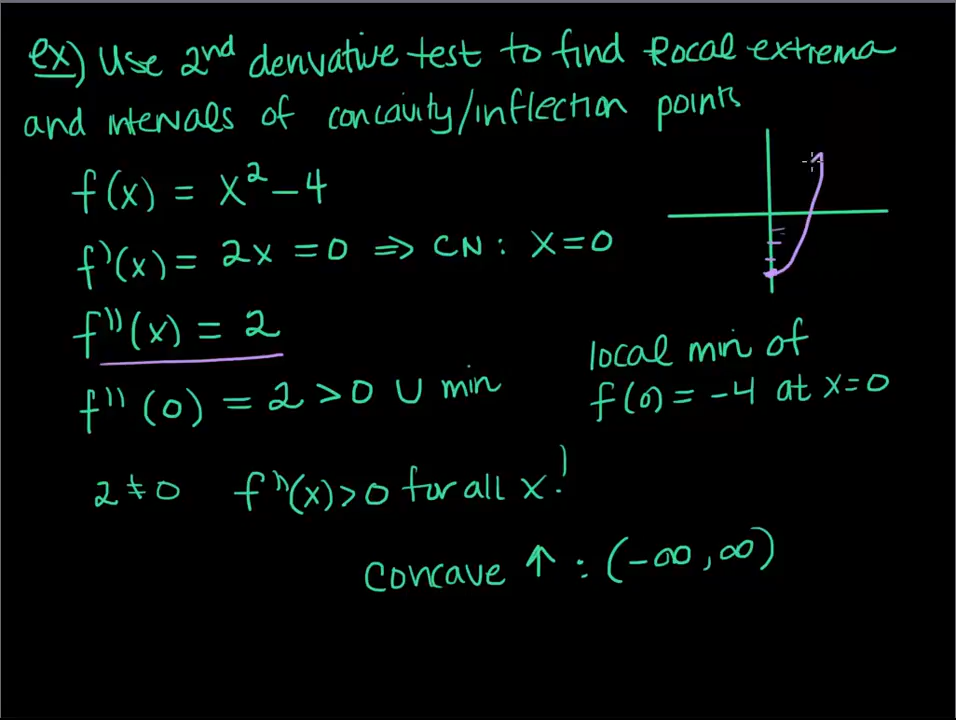 ex) Use 2nd derivative test to find local extrema
and intervals of concavity/inflection points
f(x) = x² - 4
f'(x) = 2x = 0 ⇒ CN: x = 0
f''(x) = 2
f''(0) = 2 > 0 ∪ min
local min of
f(0) = -4 at x = 0
2 ≠ 0 f''(x) > 0 for all x!
Concave ↑ : (-∞, ∞)